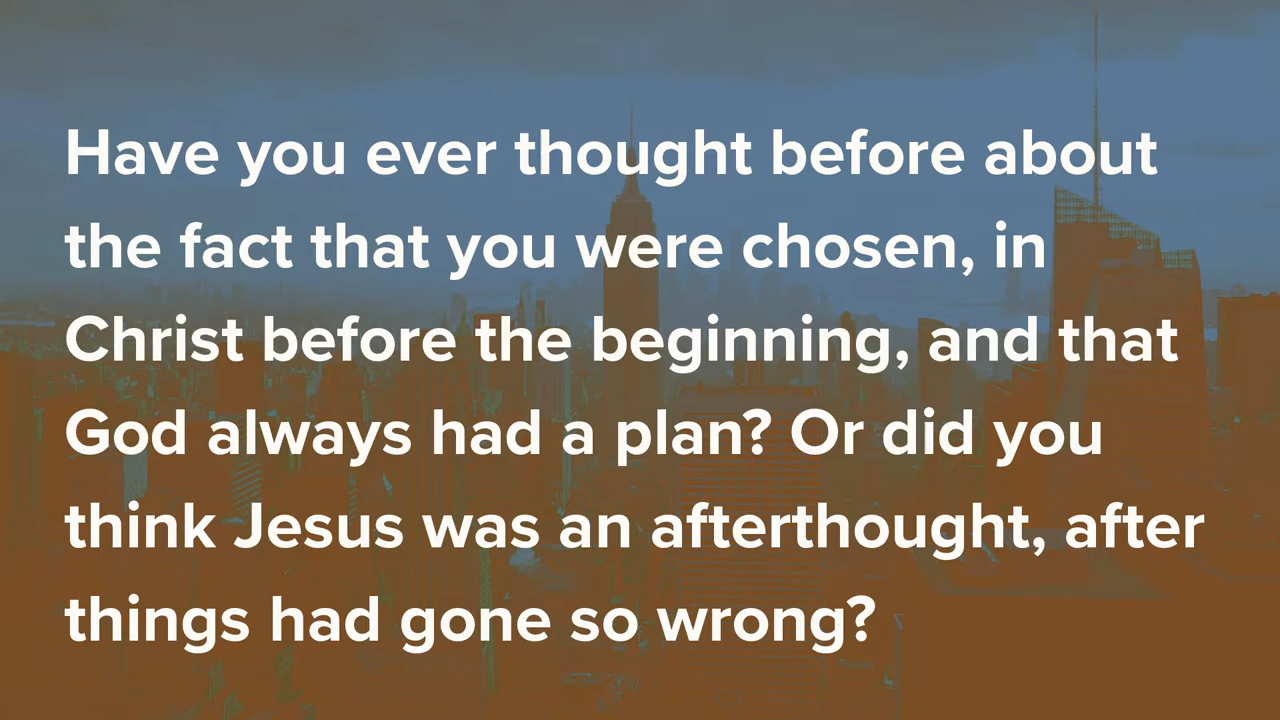 Have you ever thought before about
the fact that you were chosen, in
Christ before the beginning, and that
God always had a plan? Or did you
think Jesus was an afterthought, after
things had gone so wrong?